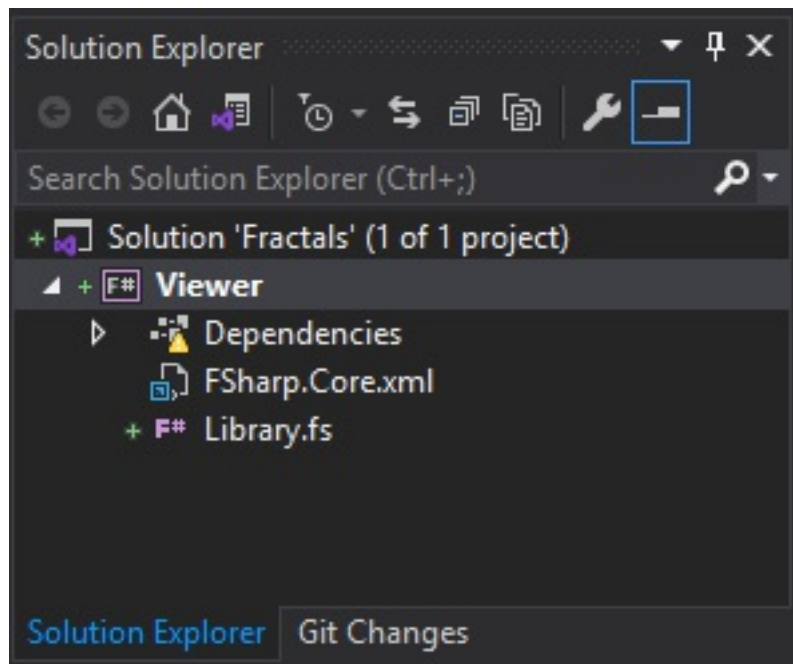 Solution Explorer
Search Solution Explorer (Ctrl+;)
Solution 'Fractals' (1 of 1 project)
F# Viewer
Dependencies
FSharp.Core.xml
F# Library.fs
Solution Explorer Git Changes